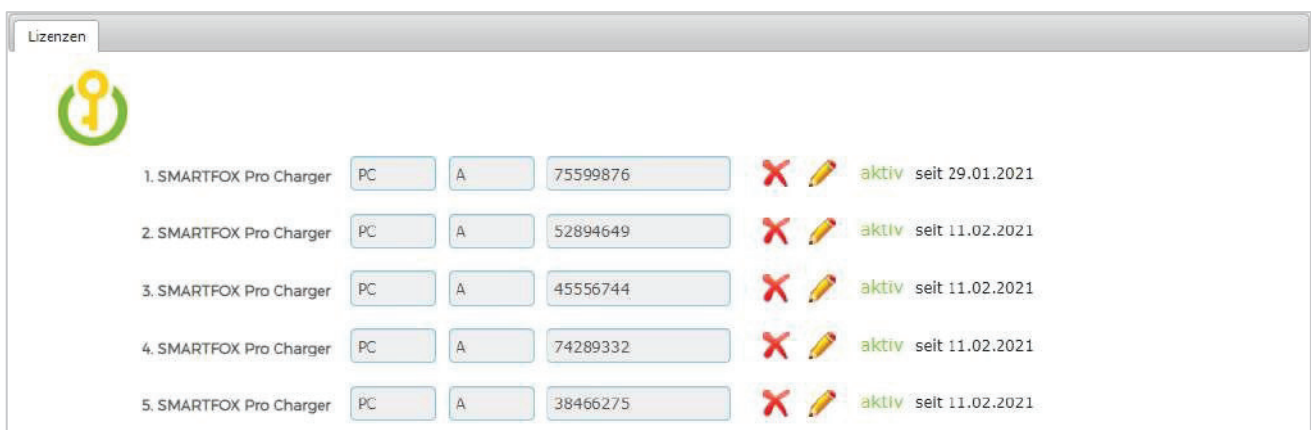 Lizenzen
1. SMARTFOX Pro Charger PC A 75599876 aktiv seit 29.01.2021
2. SMARTFOX Pro Charger PC A 52894649 aktiv seit 11.02.2021
3. SMARTFOX Pro Charger PC A 45556744 aktiv seit 11.02.2021
4. SMARTFOX Pro Charger PC A 74289332 aktiv seit 11.02.2021
5. SMARTFOX Pro Charger PC A 38466275 aktiv seit 11.02.2021